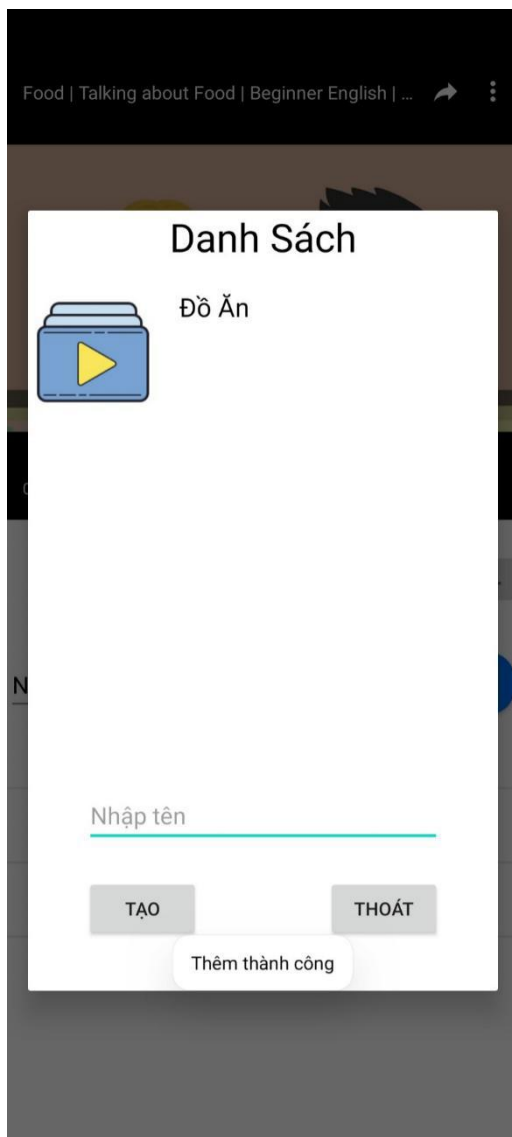 Food | Talking about Food | Beginner English | ...
Danh Sách
Đồ Ăn
N
Nhập tên
TẠO
THOÁT
Thêm thành công